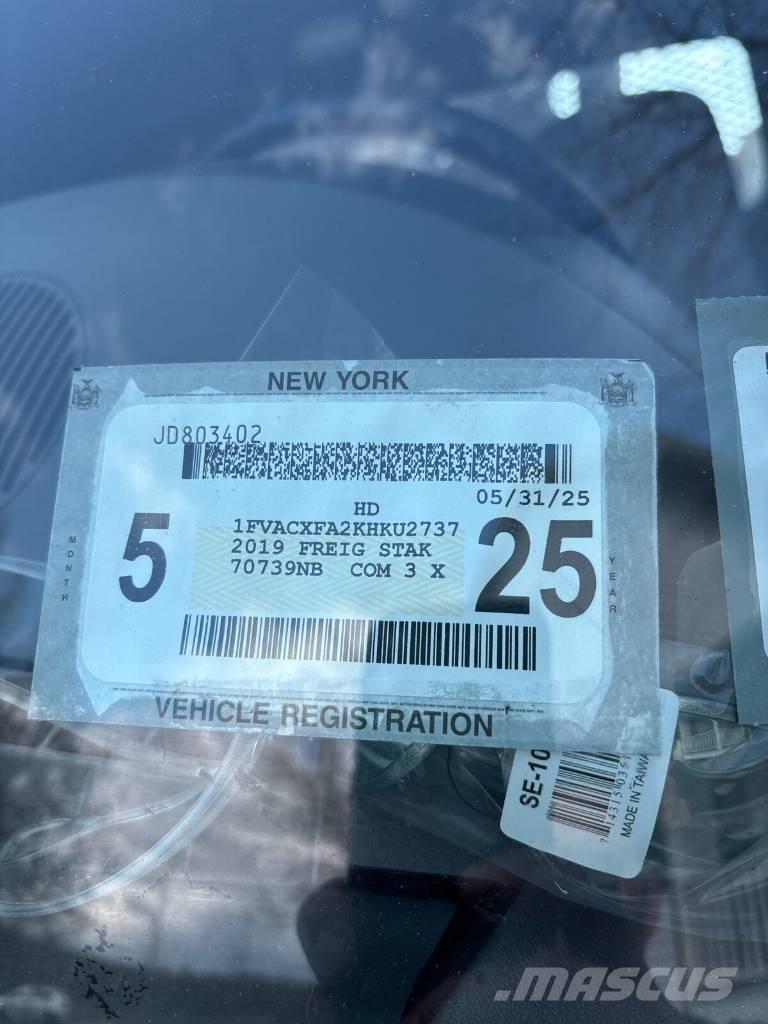 NEW YORK
JD803402
05/31/25
HD
1FVACXFA2KHKU2737
2019 FREIG STAK
70739NB COM 3 X
5
25
MONTH
YEAR
VEHICLE REGISTRATION
SE-10
MADE IN TAIWA
MASCUS